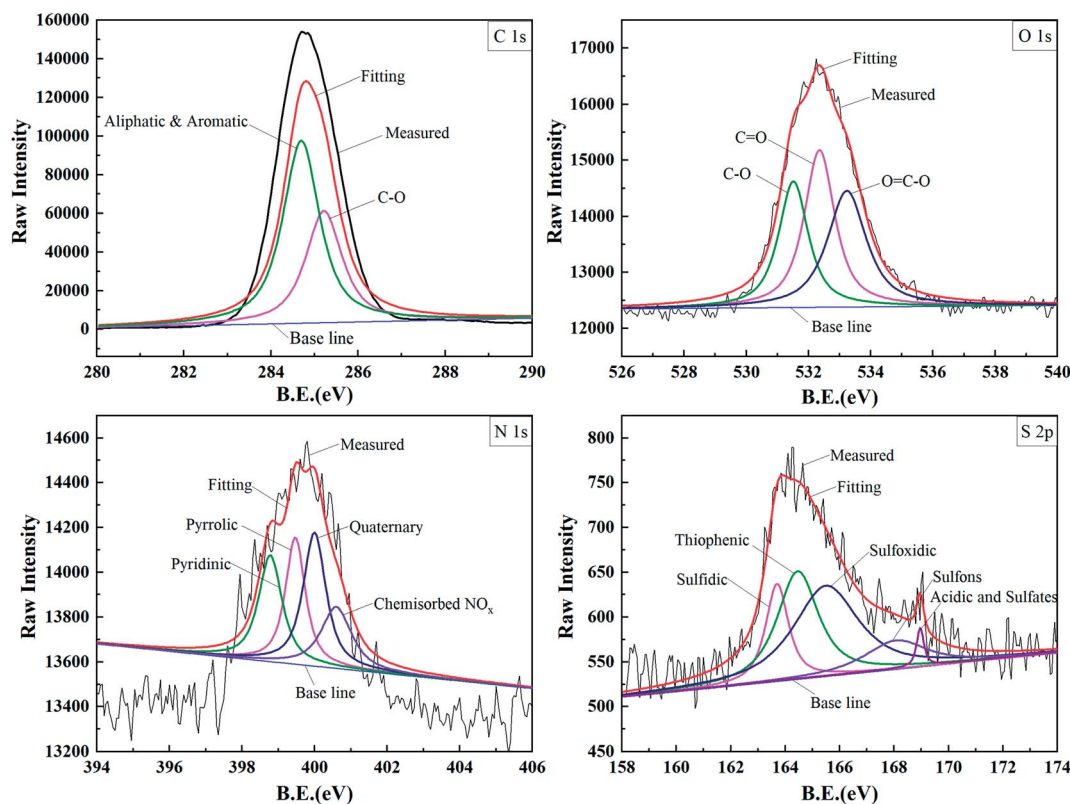 C 1s
160000
140000
120000
100000
80000
60000
40000
20000
0
Raw Intensity
Fitting
Aliphatic & Aromatic
Measured
C-O
Base line
280
282
284
286
288
290
B.E.(eV)
O 1s
17000
16000
15000
14000
13000
12000
Raw Intensity
Fitting
Measured
C=O
C-O
O=C-O
Base line
526
528
530
532
534
536
538
540
B.E.(eV)
N 1s
14600
14400
14200
14000
13800
13600
13400
13200
Raw Intensity
Measured
Fitting
Pyrrolic
Quaternary
Pyridinic
Chemisorbed NOx
Base line
394
396
398
400
402
404
406
B.E.(eV)
S 2p
800
750
700
650
600
550
500
450
Raw Intensity
Measured
Fitting
Thiophenic
Sulfoxidic
Sulfidic
Sulfons
Acidic and Sulfates
Base line
158
160
162
164
165
168
170
172
174
B.E.(eV)